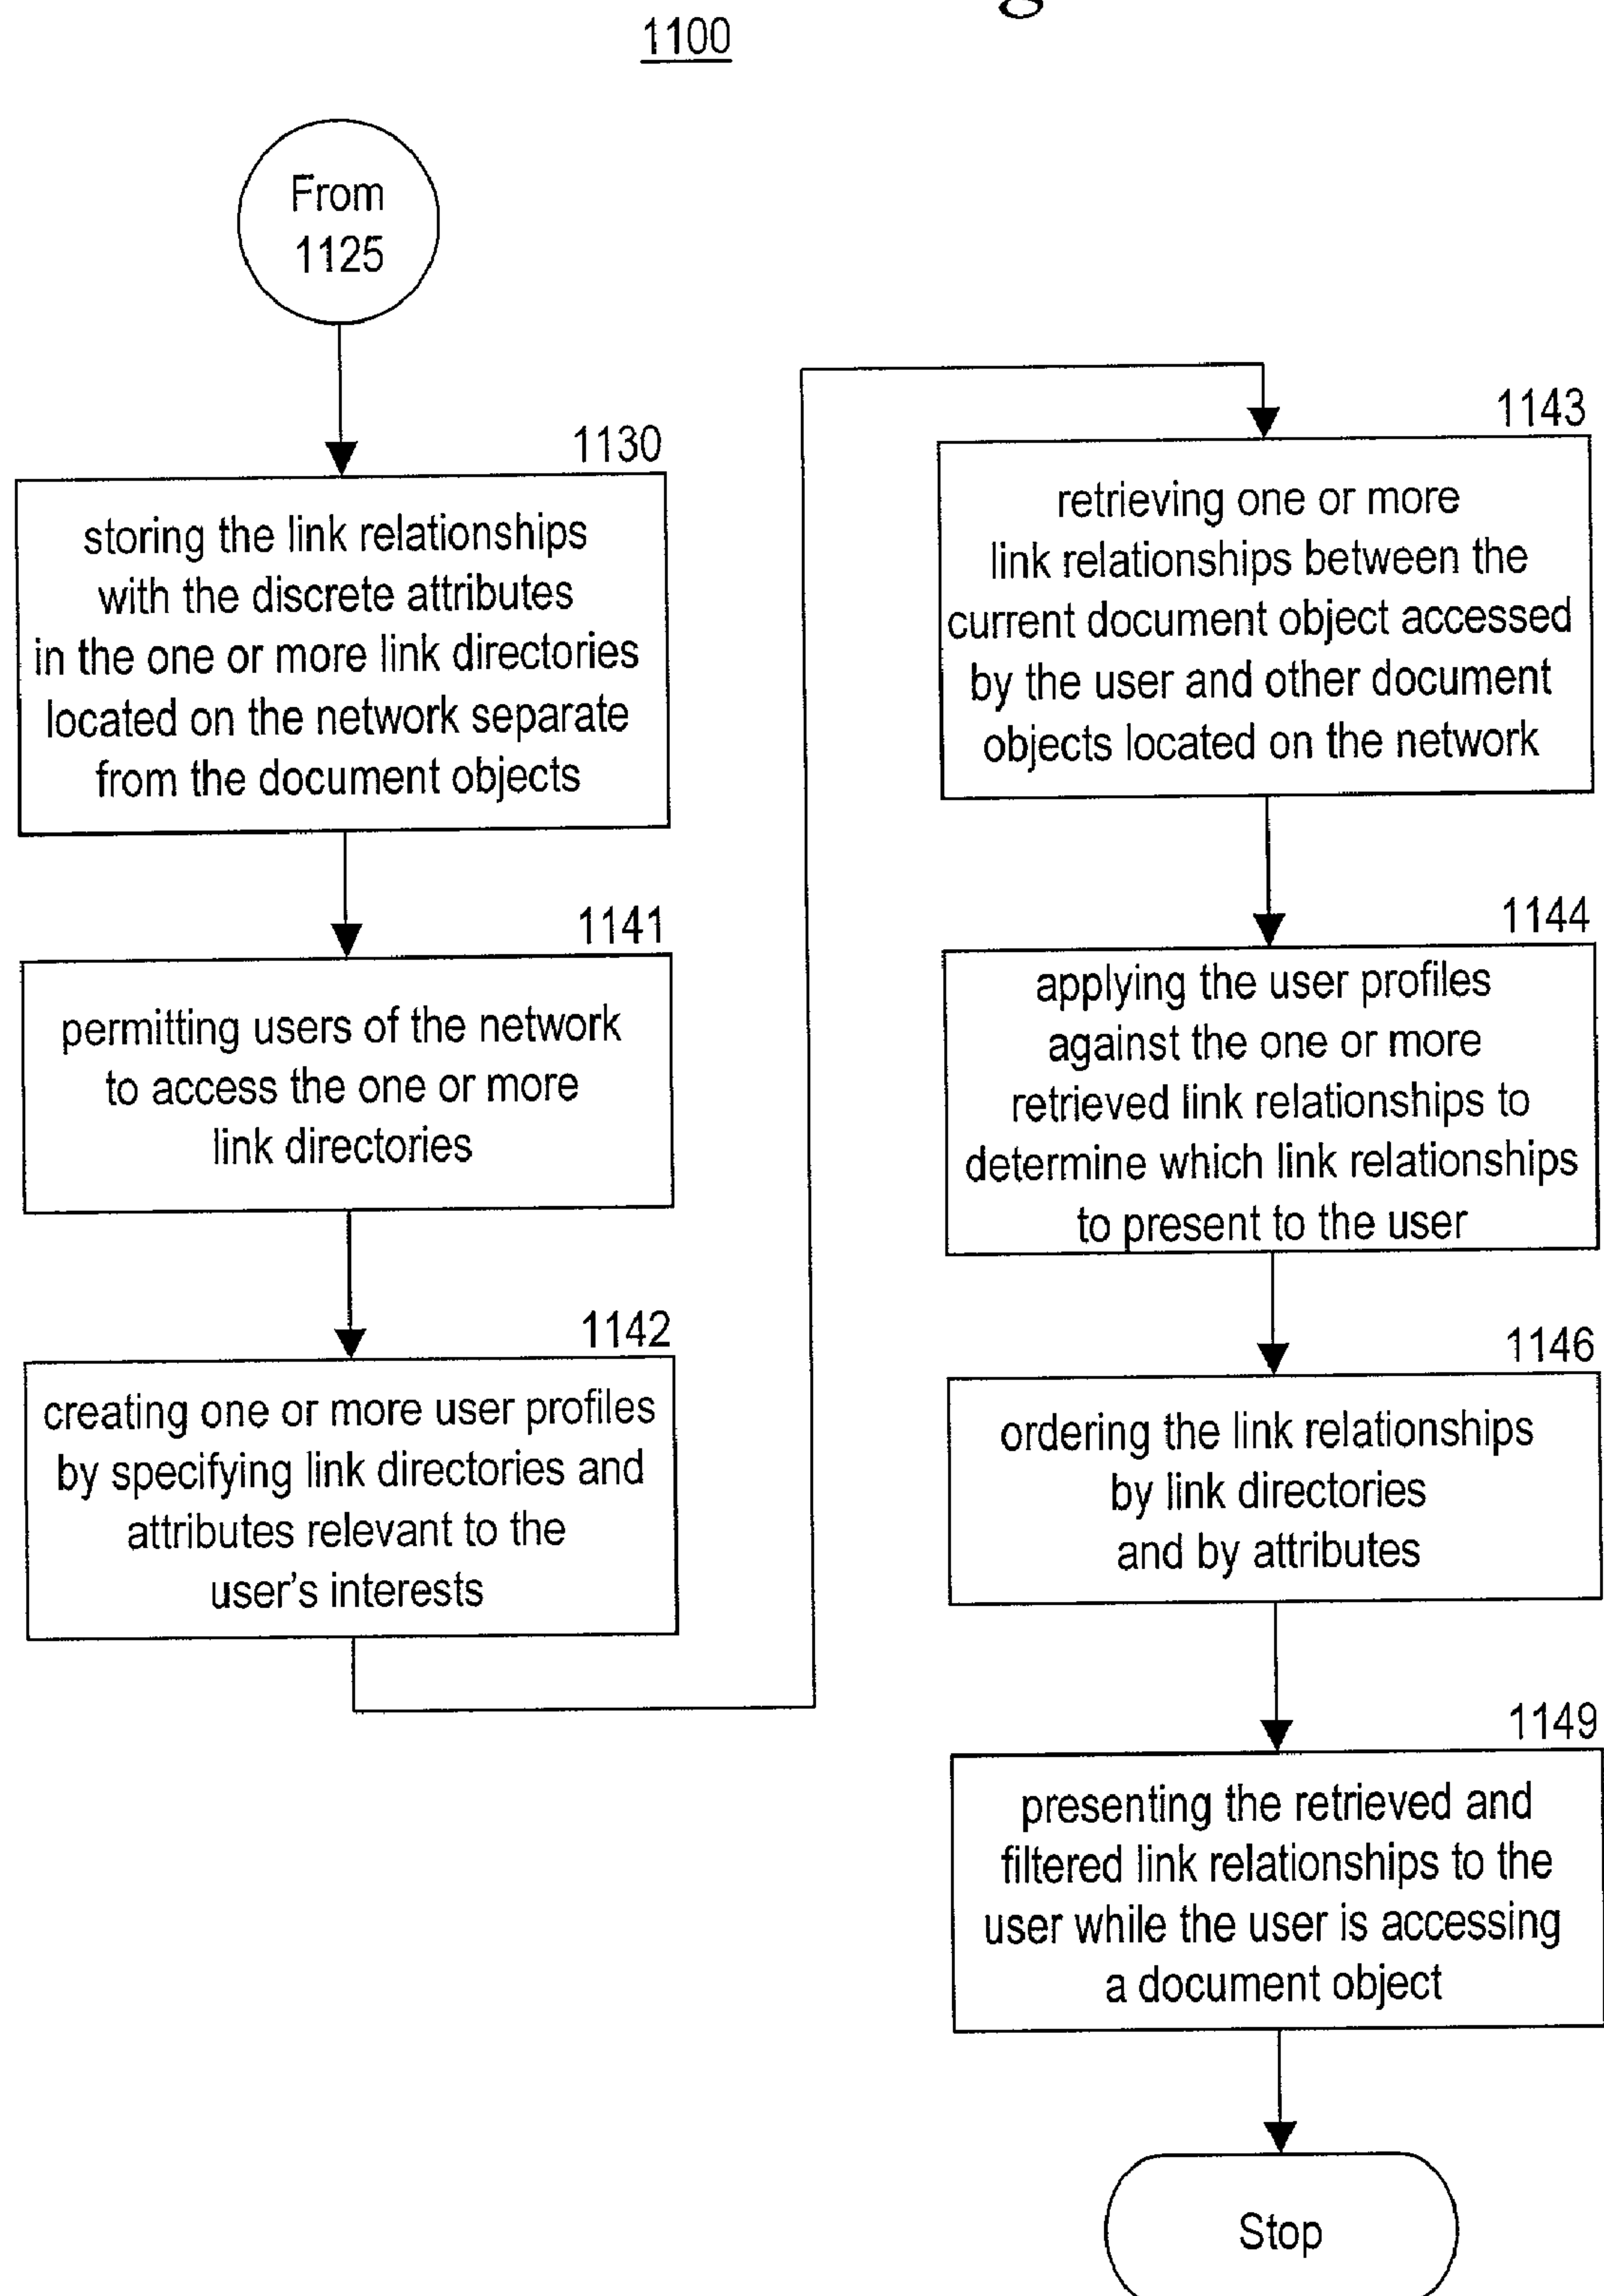 1100
From
1125
1130
storing the link relationships
with the discrete attributes
in the one or more link directories
located on the network separate
from the document objects
1141
permitting users of the network
to access the one or more
link directories
1142
creating one or more user profiles
by specifying link directories and
attributes relevant to the
user's interests
1143
retrieving one or more
link relationships between the
current document object accessed
by the user and other document
objects located on the network
1144
applying the user profiles
against the one or more
retrieved link relationships to
determine which link relationships
to present to the user
1146
ordering the link relationships
by link directories
and by attributes
1149
presenting the retrieved and
filtered link relationships to the
user while the user is accessing
a document object
Stop